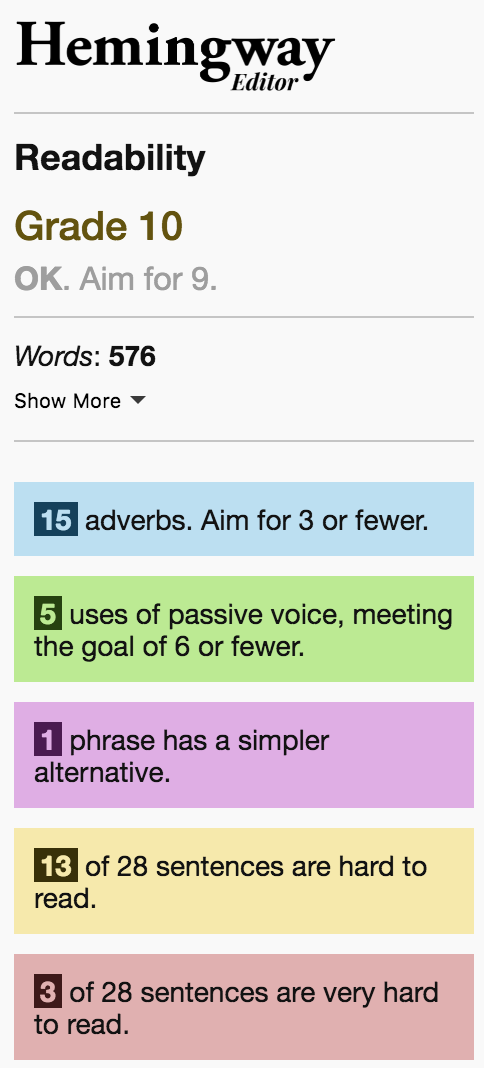 Hemingway
Editor
Readability
Grade 10
OK. Aim for 9.
Words: 576
Show More
15 adverbs. Aim for 3 or fewer.
5 uses of passive voice, meeting
the goal of 6 or fewer.
1 phrase has a simpler
alternative.
13 of 28 sentences are hard to
read.
3 of 28 sentences are very hard
to read.